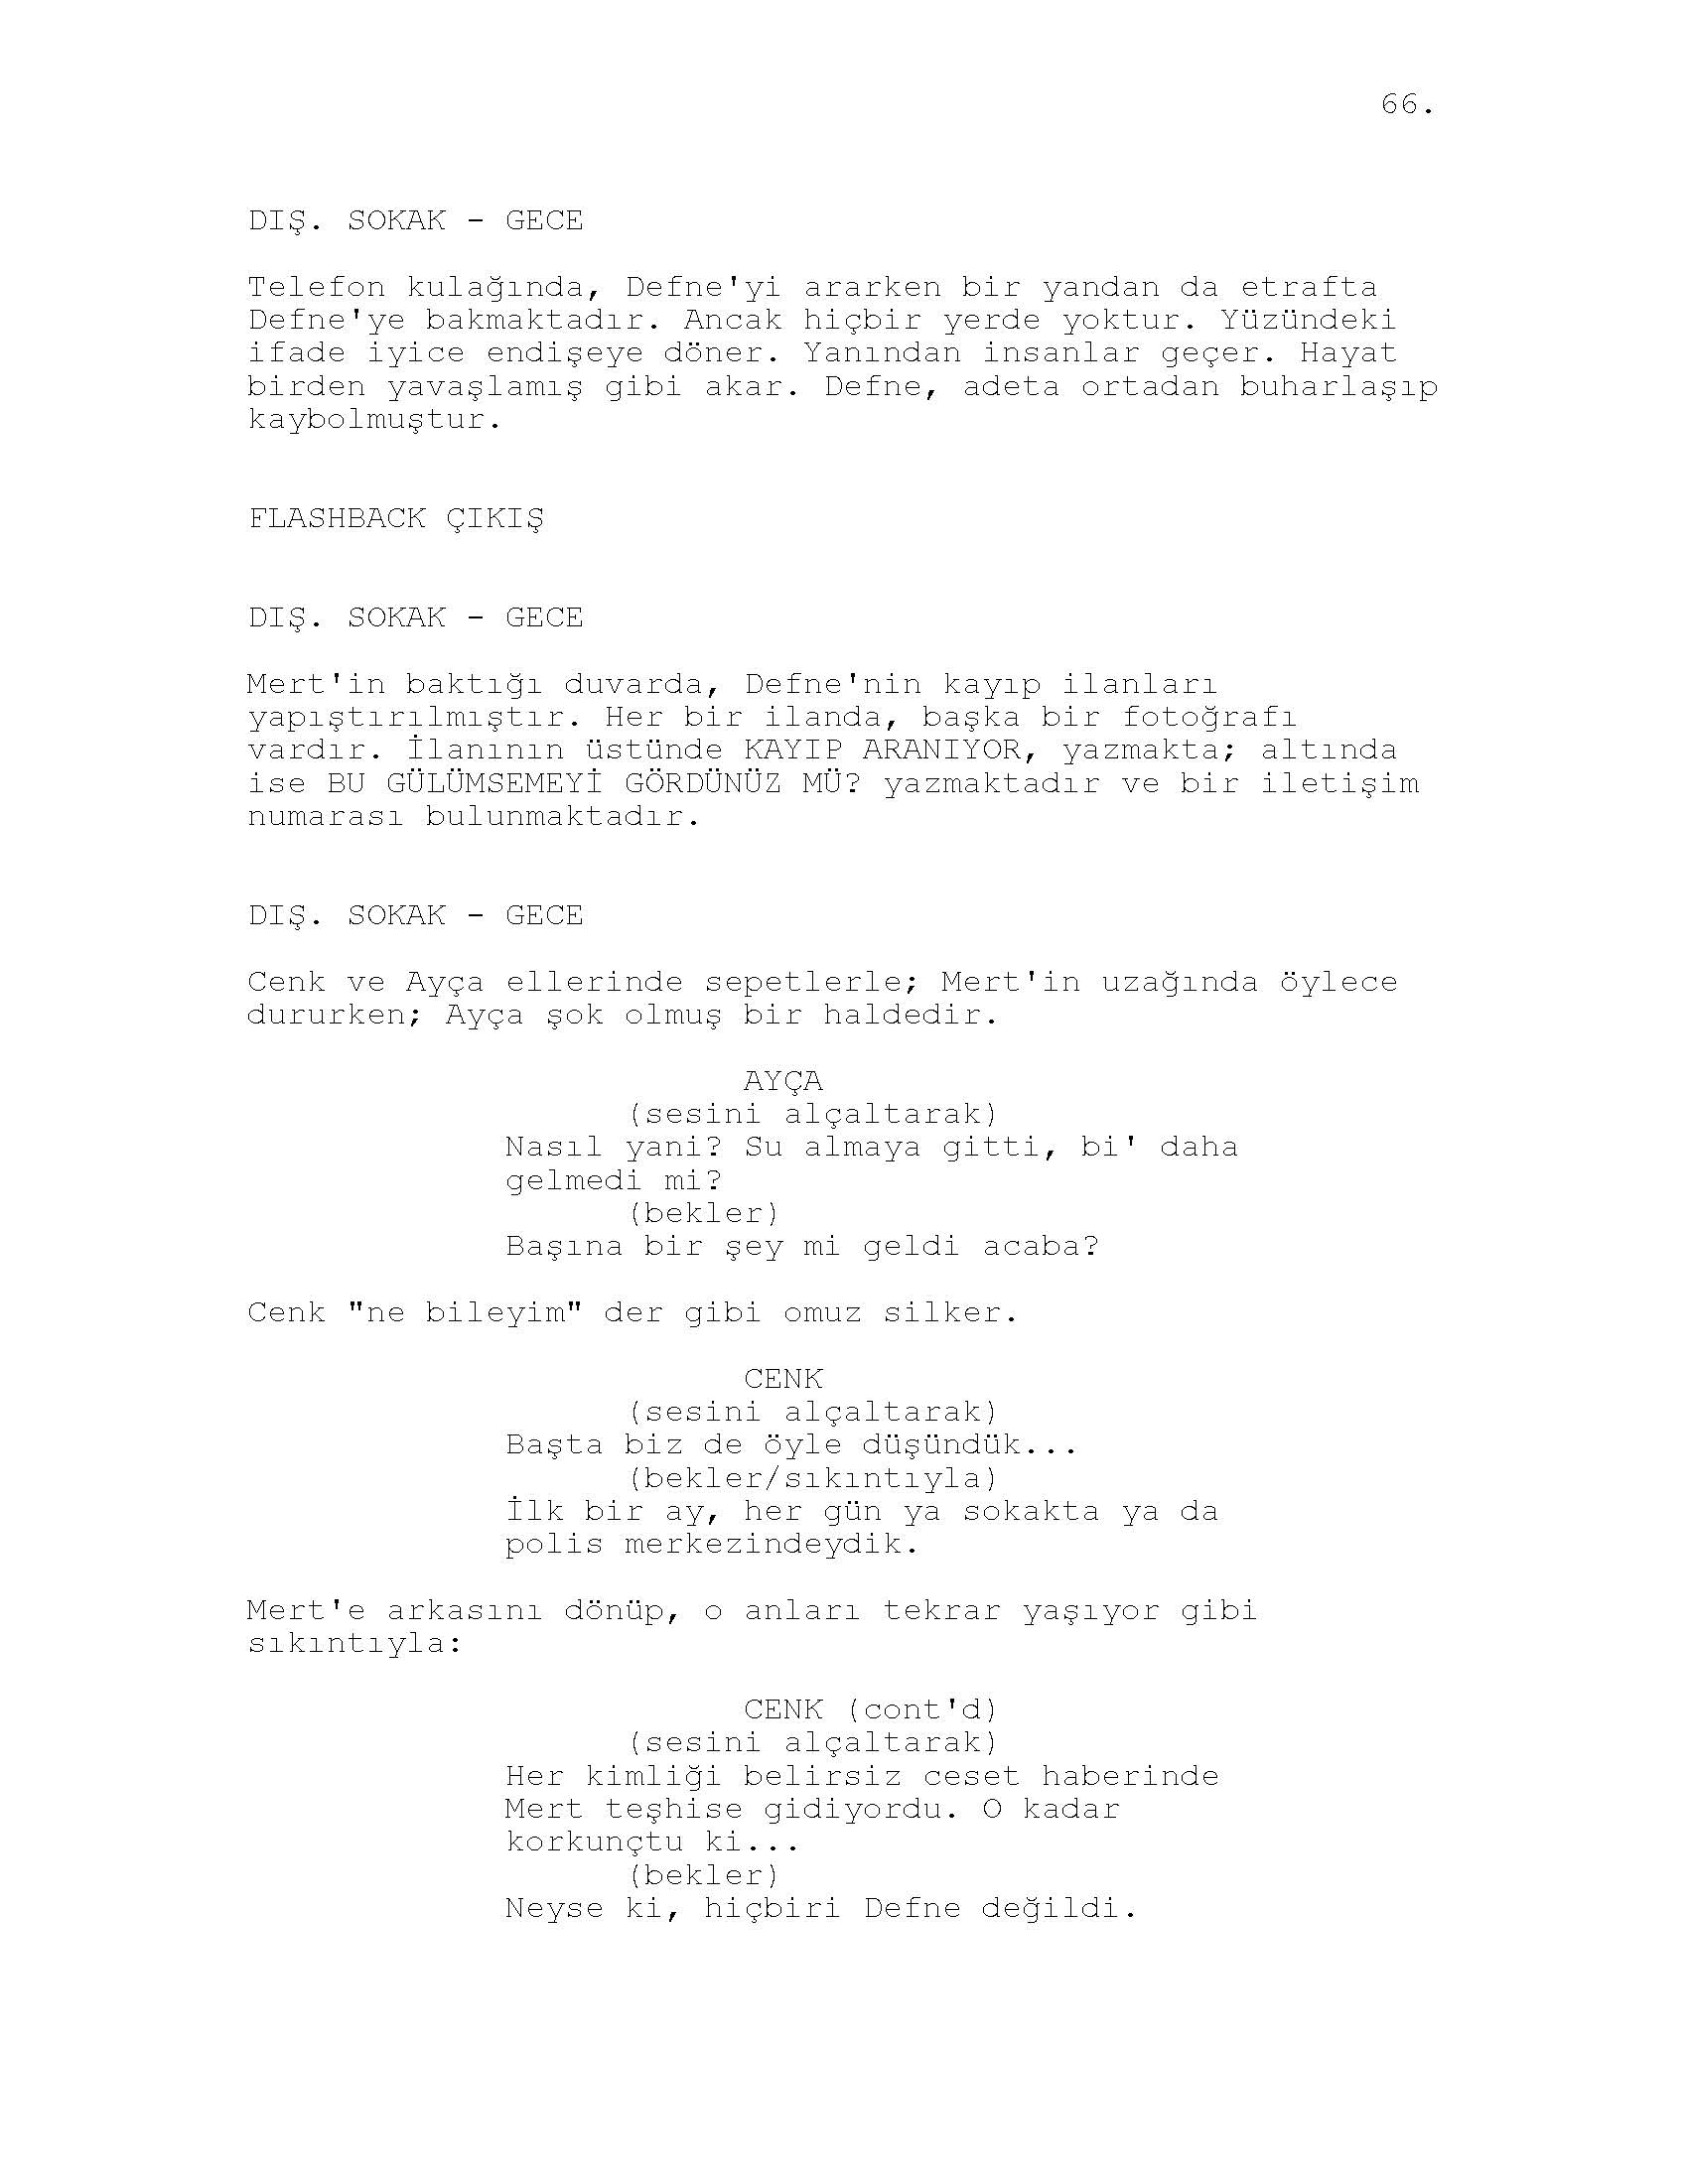 66.
DIŞ. SOKAK - GECE
Telefon kulağında, Defne'yi ararken bir yandan da etrafta
Defne'ye bakmaktadır. Ancak hiçbir yerde yoktur. Yüzündeki
ifade iyice endişeye döner. Yanından insanlar geçer. Hayat
birden yavaşlamış gibi akar. Defne, adeta ortadan buharlaşıp
kaybolmuştur.
FLASHBACK ÇIKIŞ
DIŞ. SOKAK - GECE
Mert'in baktığı duvarda, Defne'nin kayıp ilanları
yapıştırılmıştır. Her bir ilanda, başka bir fotoğrafı
vardır. İlanının üstünde KAYIP ARANIYOR, yazmakta; altında
ise BU GÜLÜMSEMEYİ GÖRDÜNÜZ MÜ? yazmaktadır ve bir iletişim
numarası bulunmaktadır.
DIŞ. SOKAK - GECE
Cenk ve Ayça ellerinde sepetlerle; Mert'in uzağında öylece
dururken; Ayça şok olmuş bir haldedir.
AYÇA
(sesini alçaltarak)
Nasıl yani? Su almaya gitti, bi' daha
gelmedi mi?
(bekler)
Başına bir şey mi geldi acaba?
Cenk "ne bileyim" der gibi omuz silker.
CENK
(sesini alçaltarak)
Başta biz de öyle düşündük...
(bekler/sıkıntıyla)
İlk bir ay, her gün ya sokakta ya da
polis merkezindeydik.
Mert'e arkasını dönüp, o anları tekrar yaşıyor gibi
sıkıntıyla:
CENK (cont'd)
(sesini alçaltarak)
Her kimliği belirsiz ceset haberinde
Mert teşhise gidiyordu. O kadar
korkunçtu ki...
(bekler)
Neyse ki, hiçbiri Defne değildi.